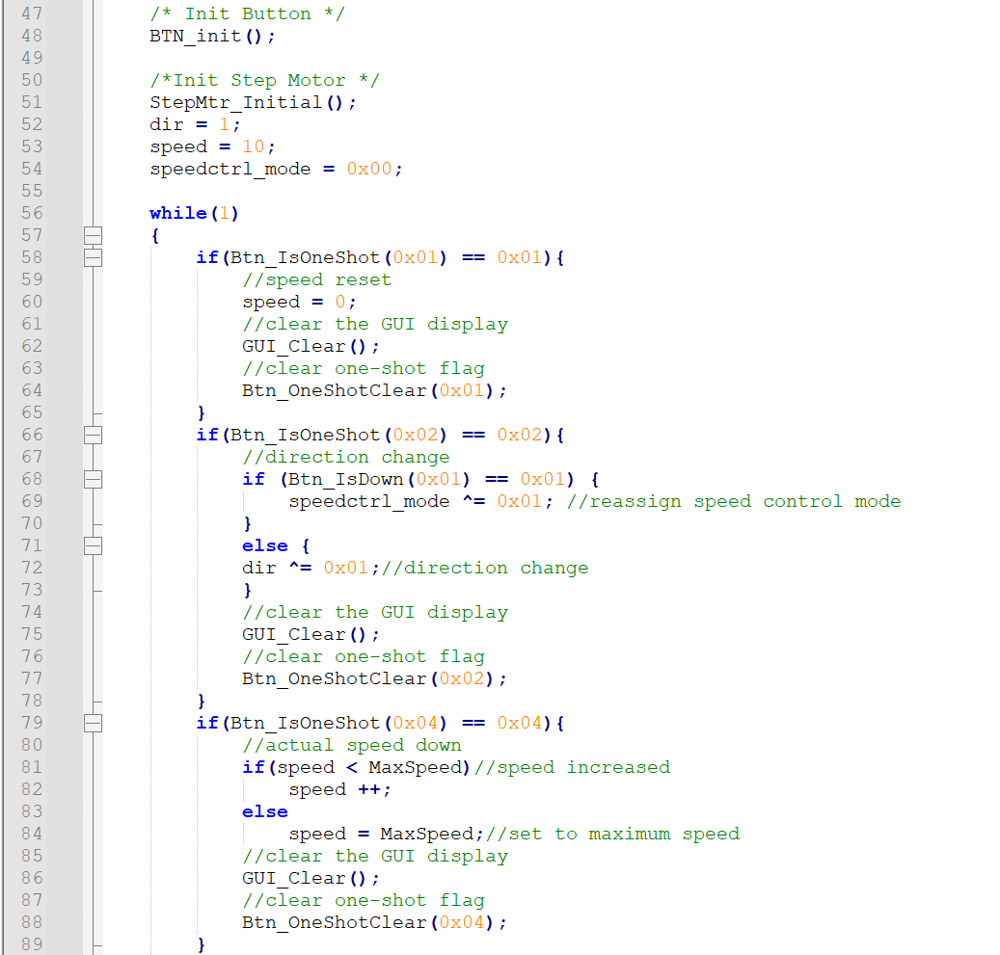 47 /* Init Button */
48 BTN_init();
49
50 /*Init Step Motor */
51 StepMtr_Initial();
52 dir = 1;
53 speed = 10;
54 speedctrl_mode = 0x00;
55
56 while(1)
57 {
58 if(Btn_IsOneShot(0x01) == 0x01){
59 //speed reset
60 speed = 0;
61 //clear the GUI display
62 GUI_Clear();
63 //clear one-shot flag
64 Btn_OneShotClear(0x01);
65 }
66 if(Btn_IsOneShot(0x02) == 0x02){
67 //direction change
68 if (Btn_IsDown(0x01) == 0x01) {
69 speedctrl_mode ^= 0x01; //reassign speed control mode
70 }
71 else {
72 dir ^= 0x01;//direction change
73 }
74 //clear the GUI display
75 GUI_Clear();
76 //clear one-shot flag
77 Btn_OneShotClear(0x02);
78 }
79 if(Btn_IsOneShot(0x04) == 0x04){
80 //actual speed down
81 if(speed < MaxSpeed)//speed increased
82 speed ++;
83 else
84 speed = MaxSpeed;//set to maximum speed
85 //clear the GUI display
86 GUI_Clear();
87 //clear one-shot flag
88 Btn_OneShotClear(0x04);
89 }